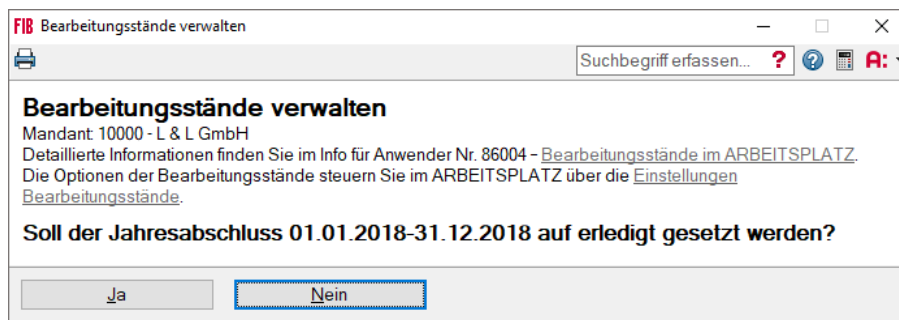 FIB Bearbeitungsstände verwalten
Suchbegriff erfassen... ? ? A:
Bearbeitungsstände verwalten
Mandant: 10000 - L & L GmbH
Detaillierte Informationen finden Sie im Info für Anwender Nr. 86004 – Bearbeitungsstände im ARBEITSPLATZ.
Die Optionen der Bearbeitungsstände steuern Sie im ARBEITSPLATZ über die Einstellungen
Bearbeitungsstände.
Soll der Jahresabschluss 01.01.2018-31.12.2018 auf erledigt gesetzt werden?
Ja Nein